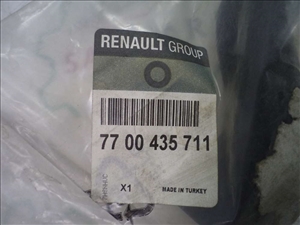 RENAULT GROUP
77 00 435 711
X1
MADE IN TURKEY